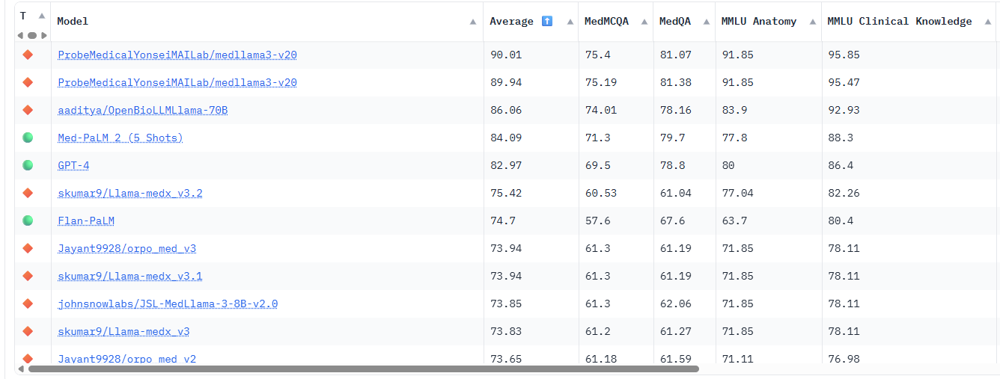 T Model Average MedMCQA MedQA MMLU Anatomy MMLU Clinical Knowledge
ProbeMedicalYonseiMAILab/medllama3-v20 90.01 75.4 81.07 91.85 95.85
ProbeMedicalYonseiMAILab/medllama3-v20 89.94 75.19 81.38 91.85 95.47
aaditya/OpenBioLLMLlama-70B 86.06 74.01 78.16 83.9 92.93
Med-PaLM 2 (5 Shots) 84.09 71.3 79.7 77.8 88.3
GPT-4 82.97 69.5 78.8 80 86.4
skumar9/Llama-medx_v3.2 75.42 60.53 61.04 77.04 82.26
Flan-PaLM 74.7 57.6 67.6 63.7 80.4
Jayant9928/orpo_med_v3 73.94 61.3 61.19 71.85 78.11
skumar9/Llama-medx_v3.1 73.94 61.3 61.19 71.85 78.11
johnsnowlabs/JSL-MedLlama-3-8B-v2.0 73.85 61.3 62.06 71.85 78.11
skumar9/Llama-medx_v3 73.83 61.2 61.27 71.85 78.11
Jayant9928/orpo_med_v2 73.65 61.18 61.59 71.11 76.98